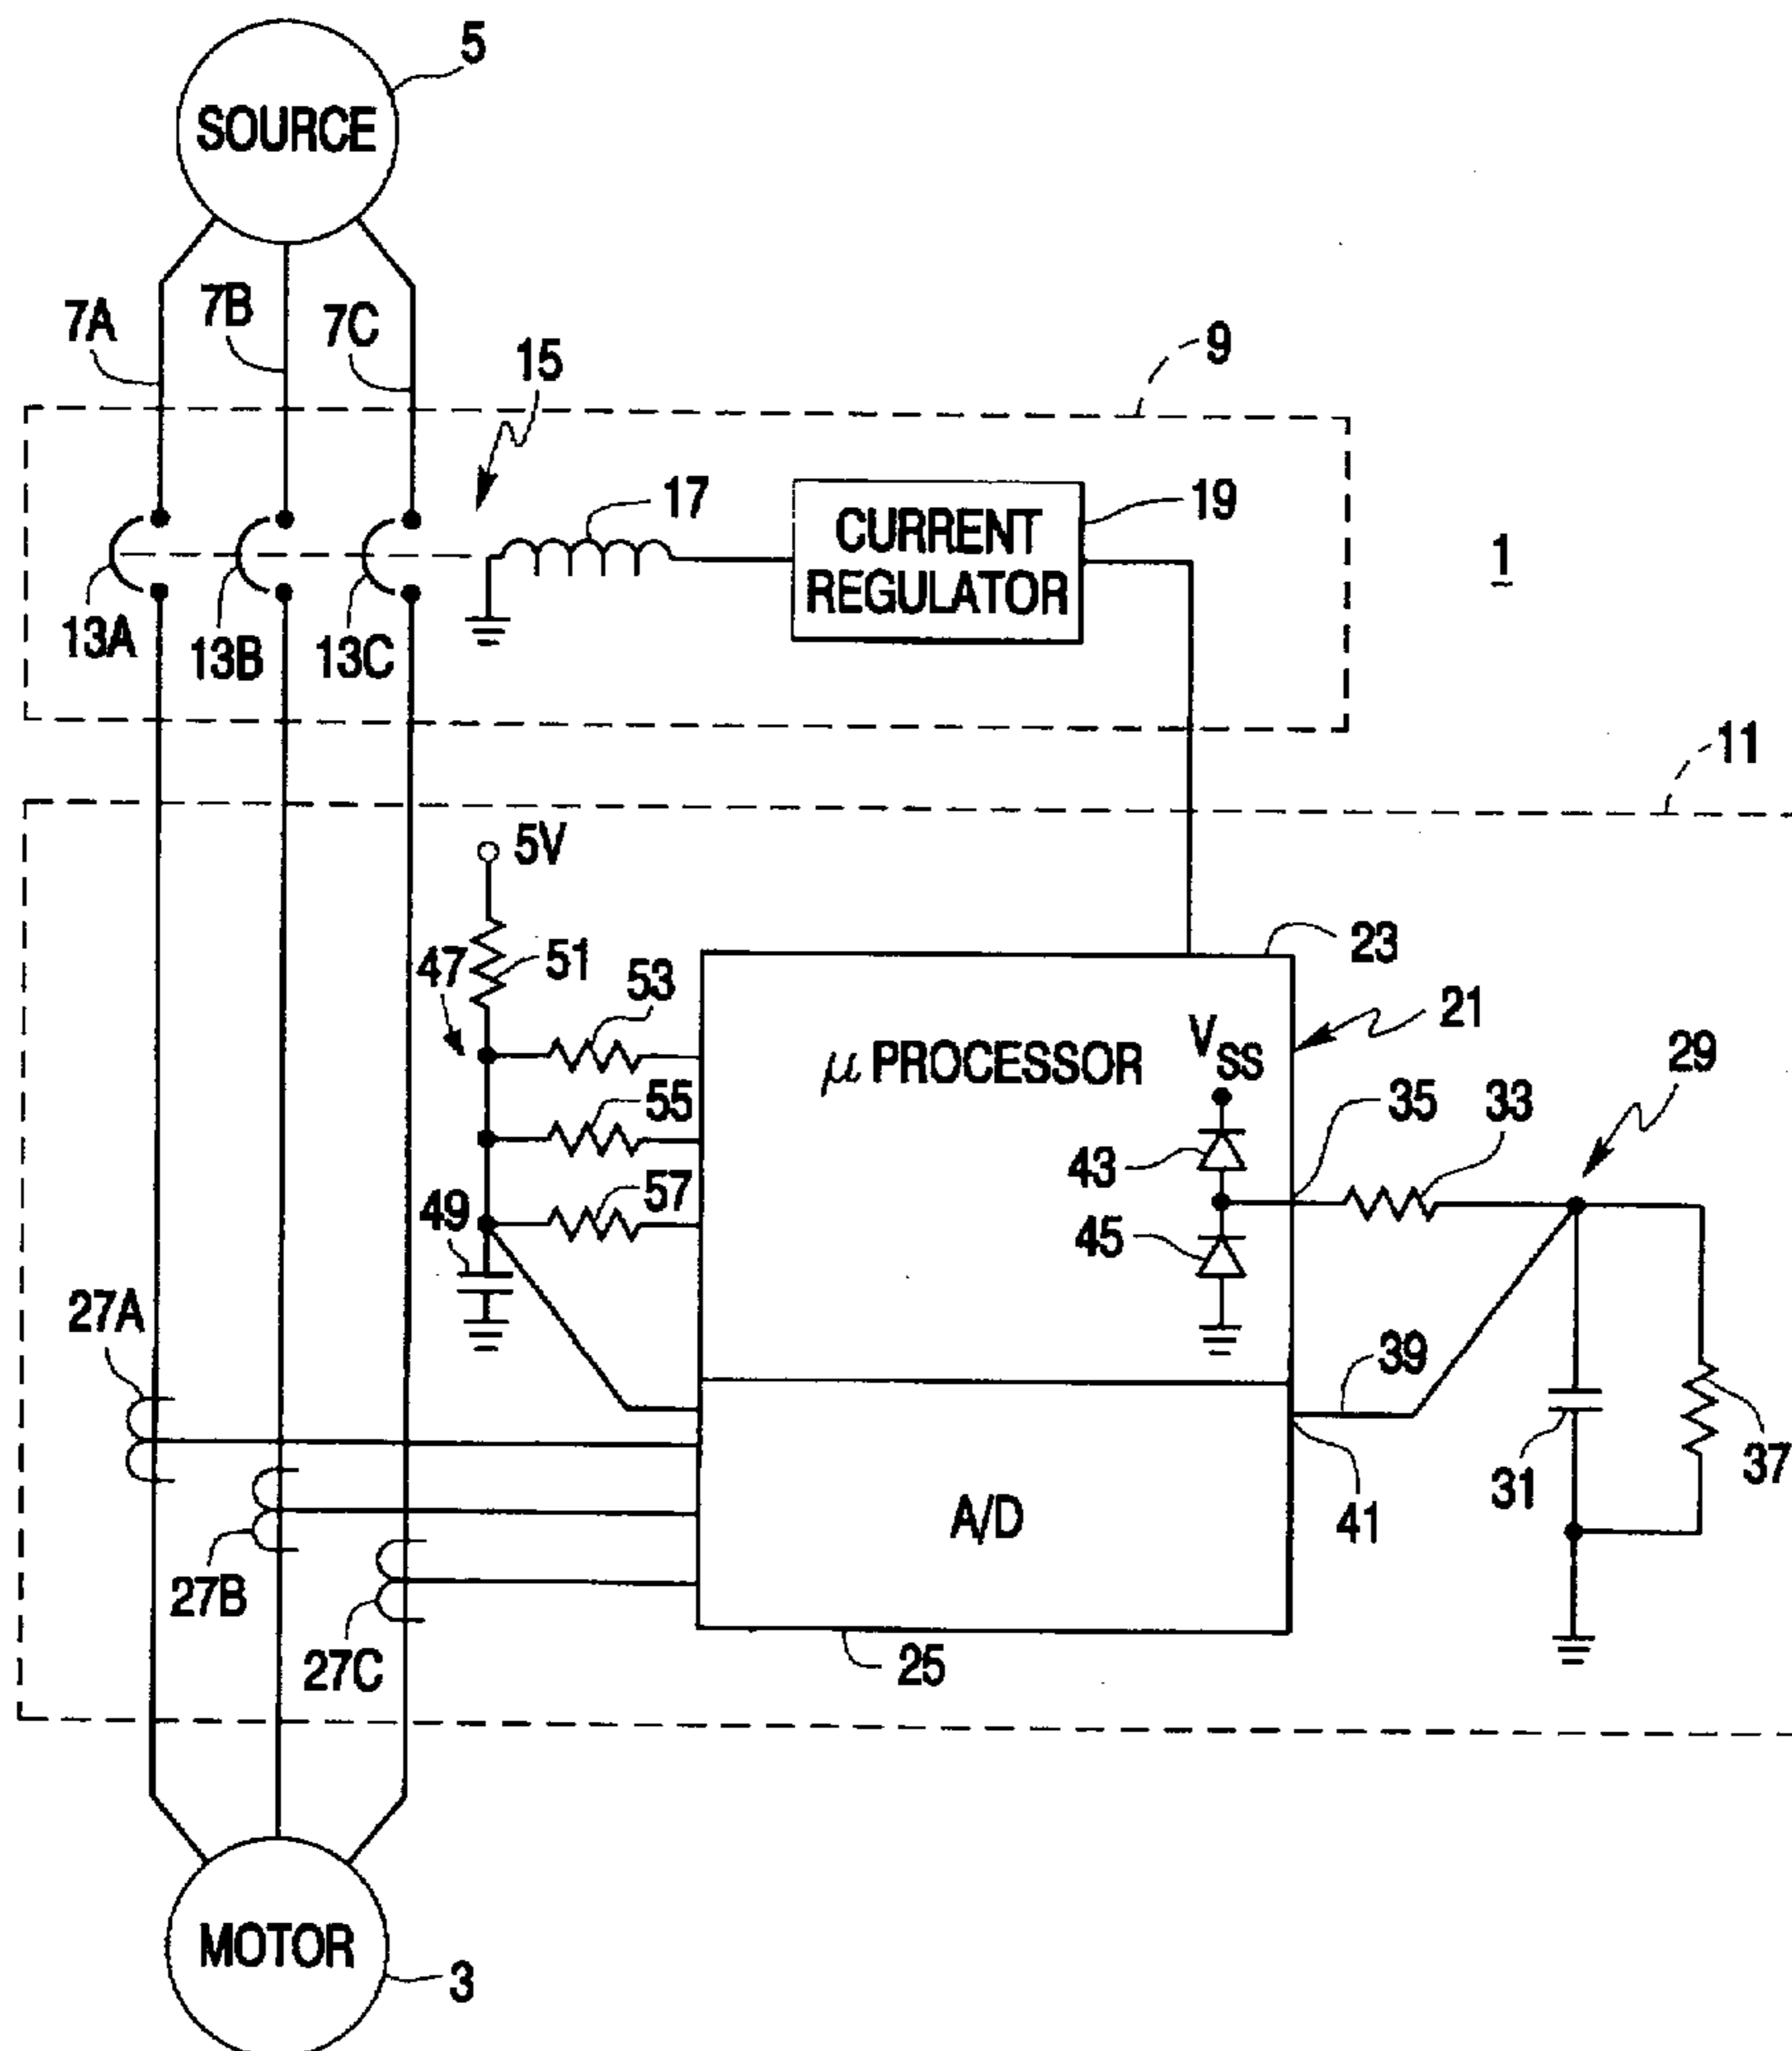 5
SOURCE
7A
7B
7C
15
9
17
CURRENT
REGULATOR
19
1
13A
13B
13C
11
5V
47
51
53
23
21
μ PROCESSOR
VSS
29
55
35
33
43
57
49
45
27A
39
37
31
41
A/D
27B
27C
25
MOTOR
3